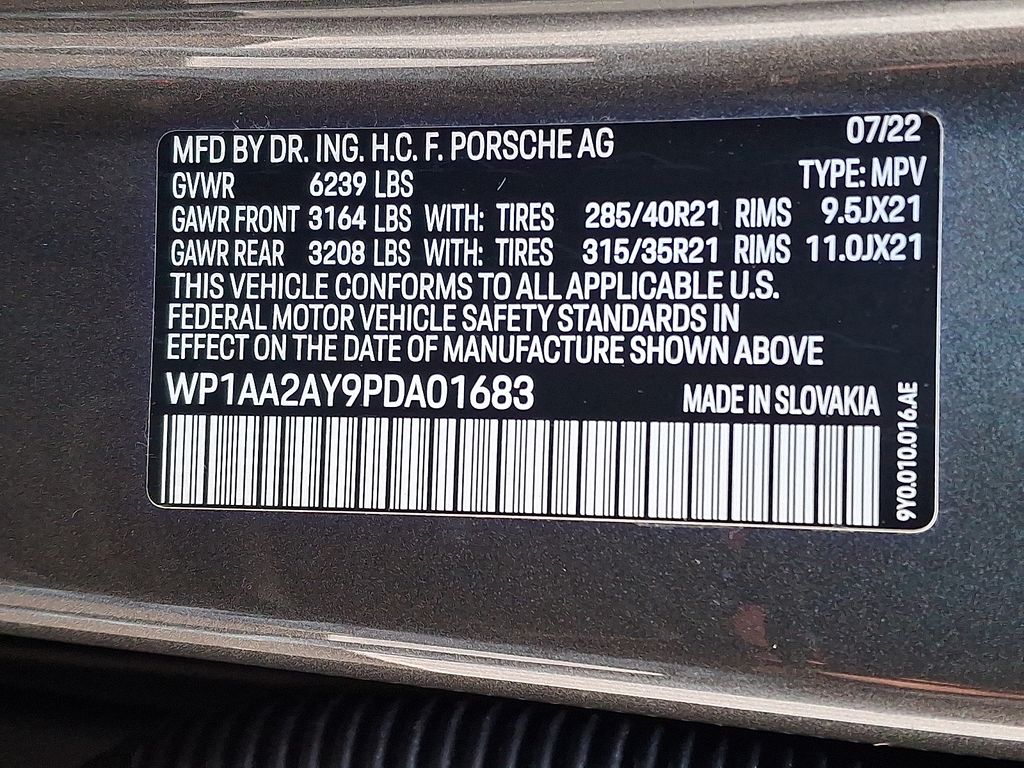 MFD BY DR. ING. H.C. F. PORSCHE AG 07/22
GVWR 6239 LBS TYPE: MPV
GAWR FRONT 3164 LBS WITH: TIRES 285/40R21 RIMS 9.5JX21
GAWR REAR 3208 LBS WITH: TIRES 315/35R21 RIMS 11.0JX21
THIS VEHICLE CONFORMS TO ALL APPLICABLE U.S.
FEDERAL MOTOR VEHICLE SAFETY STANDARDS IN
EFFECT ON THE DATE OF MANUFACTURE SHOWN ABOVE
WP1AA2AY9PDA01683 MADE IN SLOVAKIA
9Y0.010.016.AE